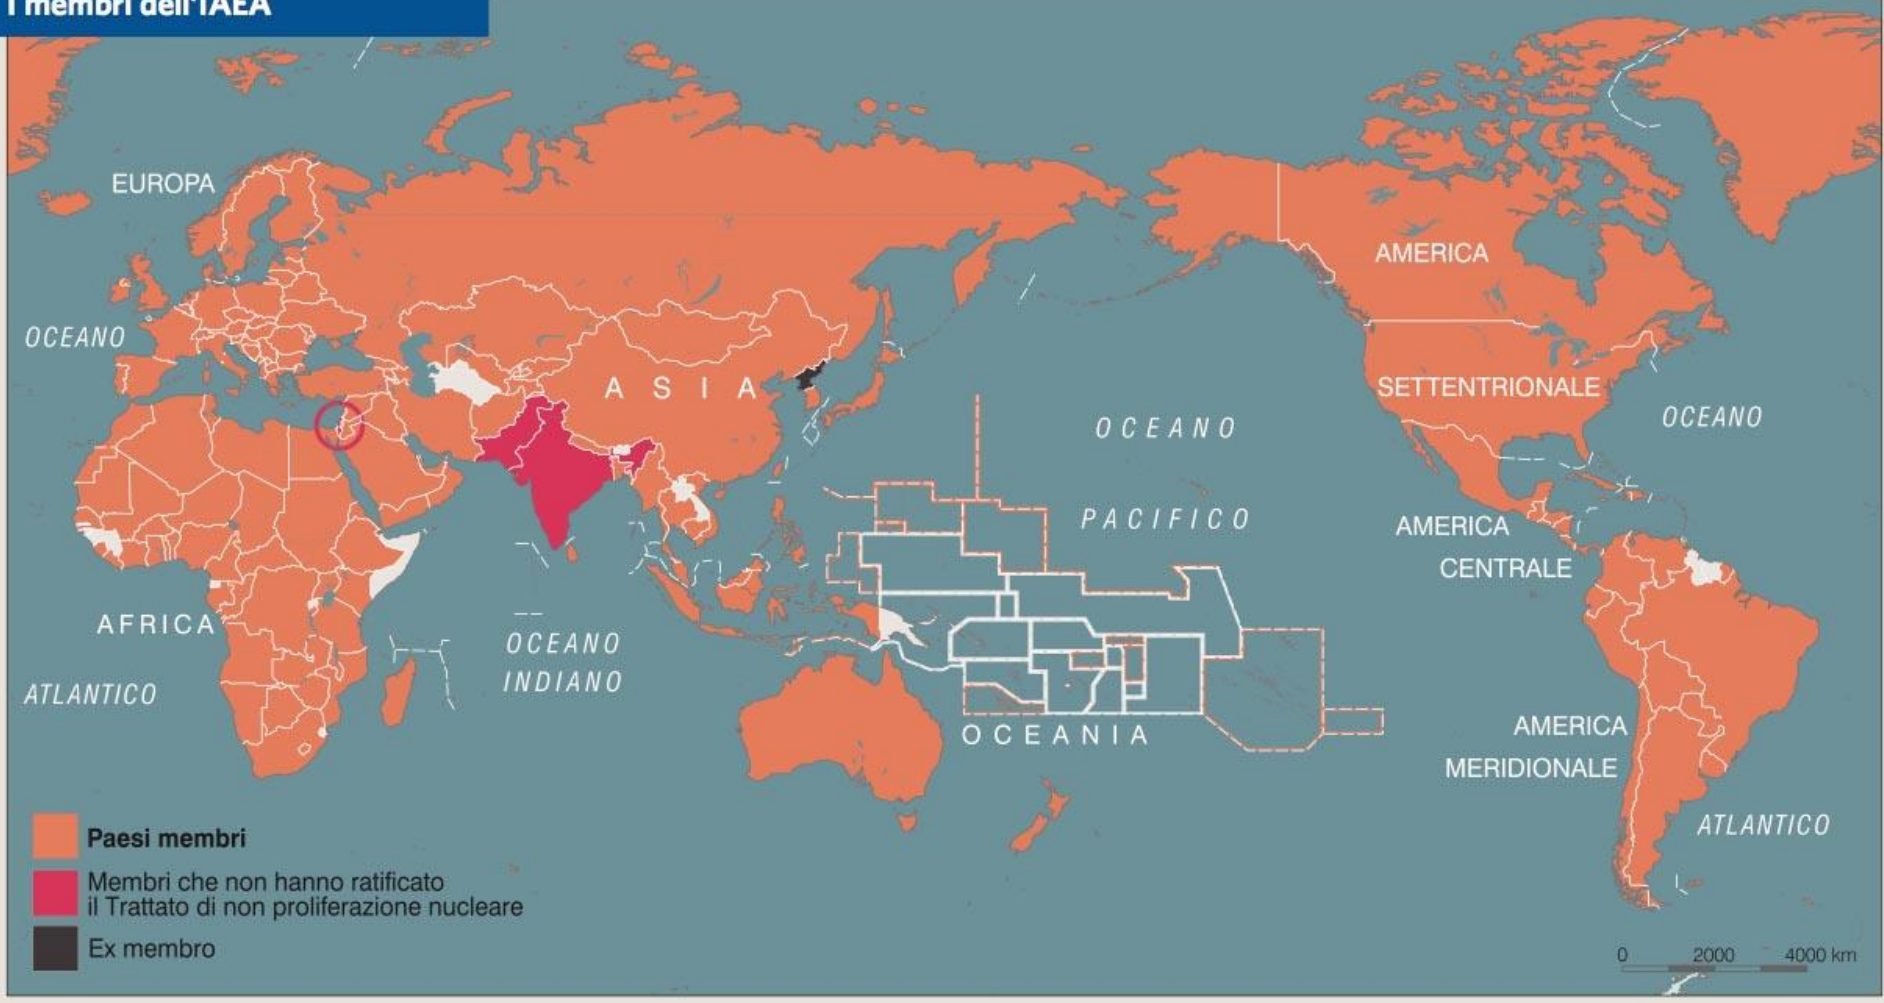 I membri dell'IAEA
EUROPA
AMERICA
OCEANO
ASIA
SETTENTRIONALE
OCEANO
OCEANO
PACIFICO
AMERICA
CENTRALE
AFRICA
OCEANO
INDIANO
ATLANTICO
OCEANIA
AMERICA
MERIDIONALE
ATLANTICO
Paesi membri
Membri che non hanno ratificato
il Trattato di non proliferazione nucleare
Ex membro
0 2000 4000 km